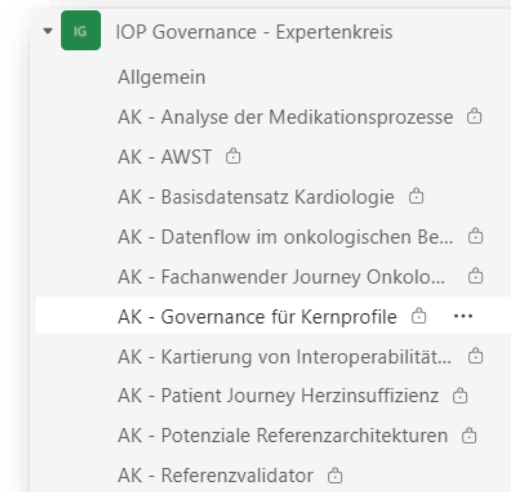 IG IOP Governance - Expertenkreis
Allgemein
AK - Analyse der Medikationsprozesse
AK - AWST
AK - Basisdatensatz Kardiologie
AK - Datenflow im onkologischen Be...
AK - Fachanwender Journey Onkolo...
AK - Governance für Kernprofile ...
AK - Kartierung von Interoperabilität...
AK - Patient Journey Herzinsuffizienz
AK - Potenziale Referenzarchitekturen
AK - Referenzvalidator